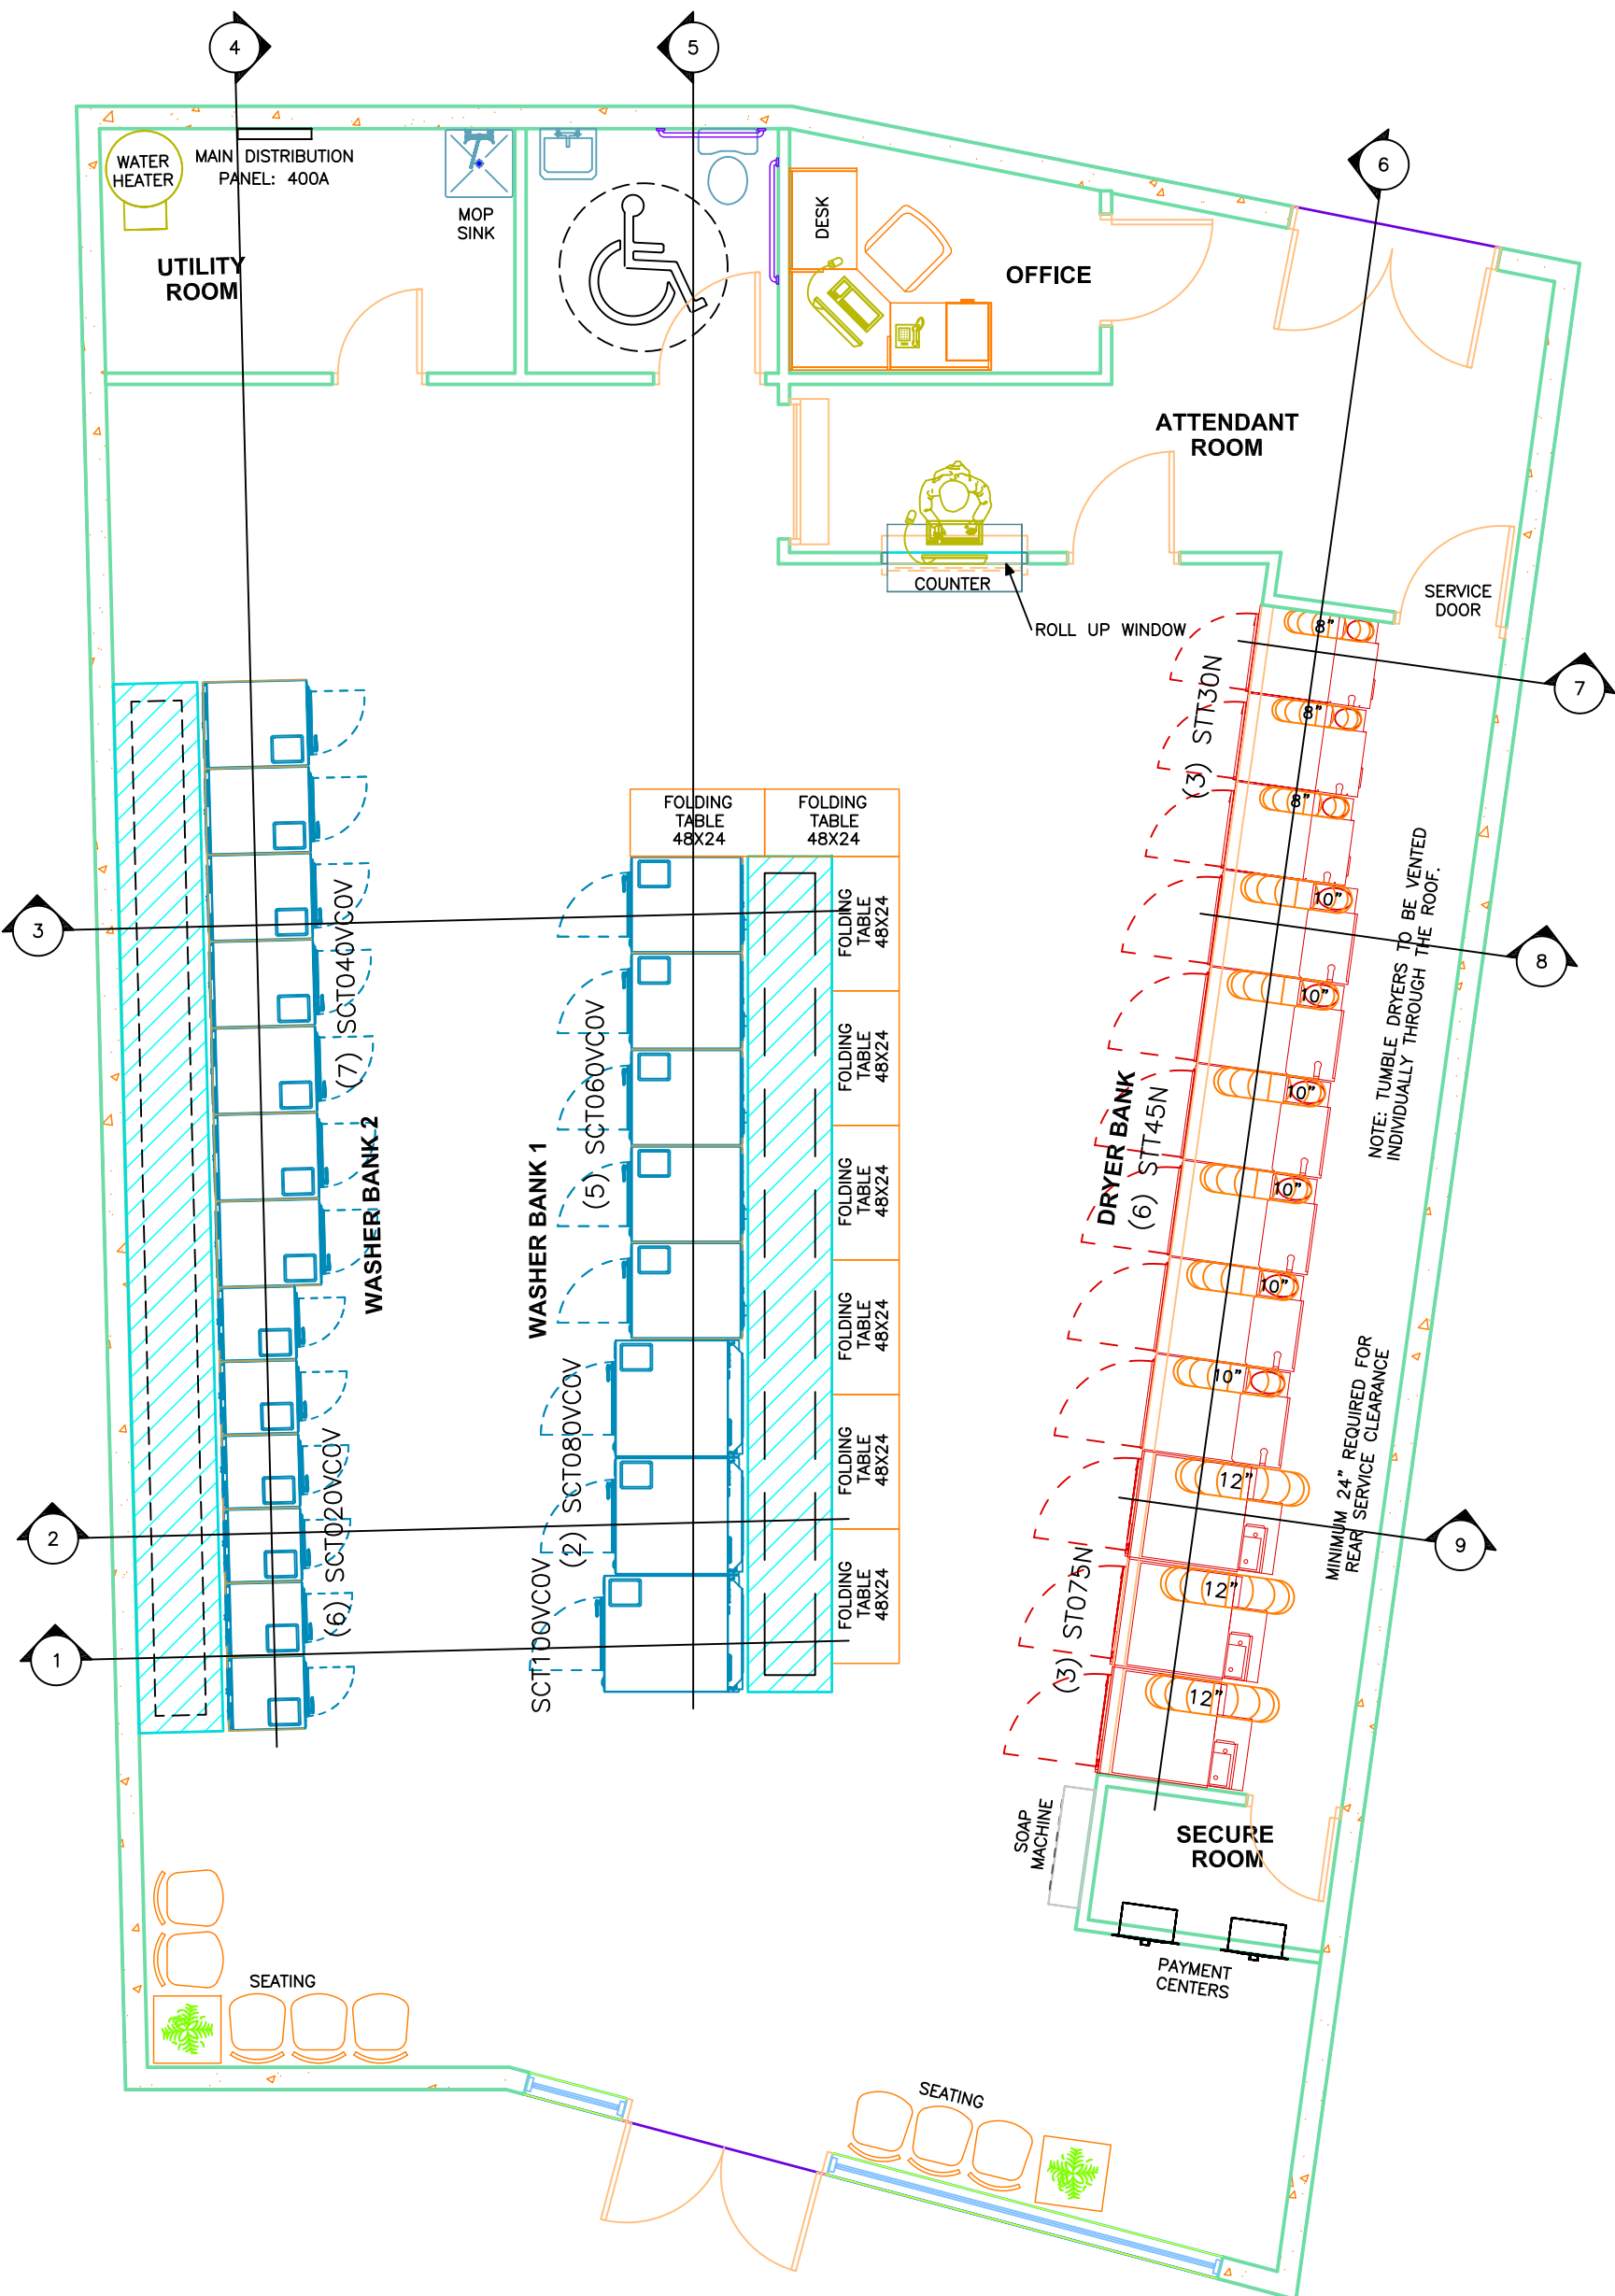 4
5
6
WATER
HEATER
MAIN DISTRIBUTION
PANEL: 400A
MOP
SINK
UTILITY
ROOM
DESK
OFFICE
ATTENDANT
ROOM
COUNTER
ROLL UP WINDOW
SERVICE
DOOR
8"
7
(3) STT30N
8"
8"
FOLDING
TABLE
48X24
FOLDING
TABLE
48X24
3
(7) SCT040VC0V
WASHER BANK 2
(5) SCT060VC0V
WASHER BANK 1
FOLDING
TABLE
48X24
FOLDING
TABLE
48X24
FOLDING
TABLE
48X24
FOLDING
TABLE
48X24
FOLDING
TABLE
48X24
FOLDING
TABLE
48X24
10"
10"
10"
10"
10"
10"
8
NOTE: TUMBLE DRYERS TO BE VENTED
INDIVIDUALLY THROUGH THE ROOF.
DRYER BANK
(6) STT45N
MINIMUM 24" REQUIRED FOR
REAR SERVICE CLEARANCE
(6) SCT020VC0V
(2) SCT080VC0V
SCT100VC0V
2
1
12"
12"
12"
9
(3) ST075N
SOAP
MACHINE
SECURE
ROOM
PAYMENT
CENTERS
SEATING
SEATING